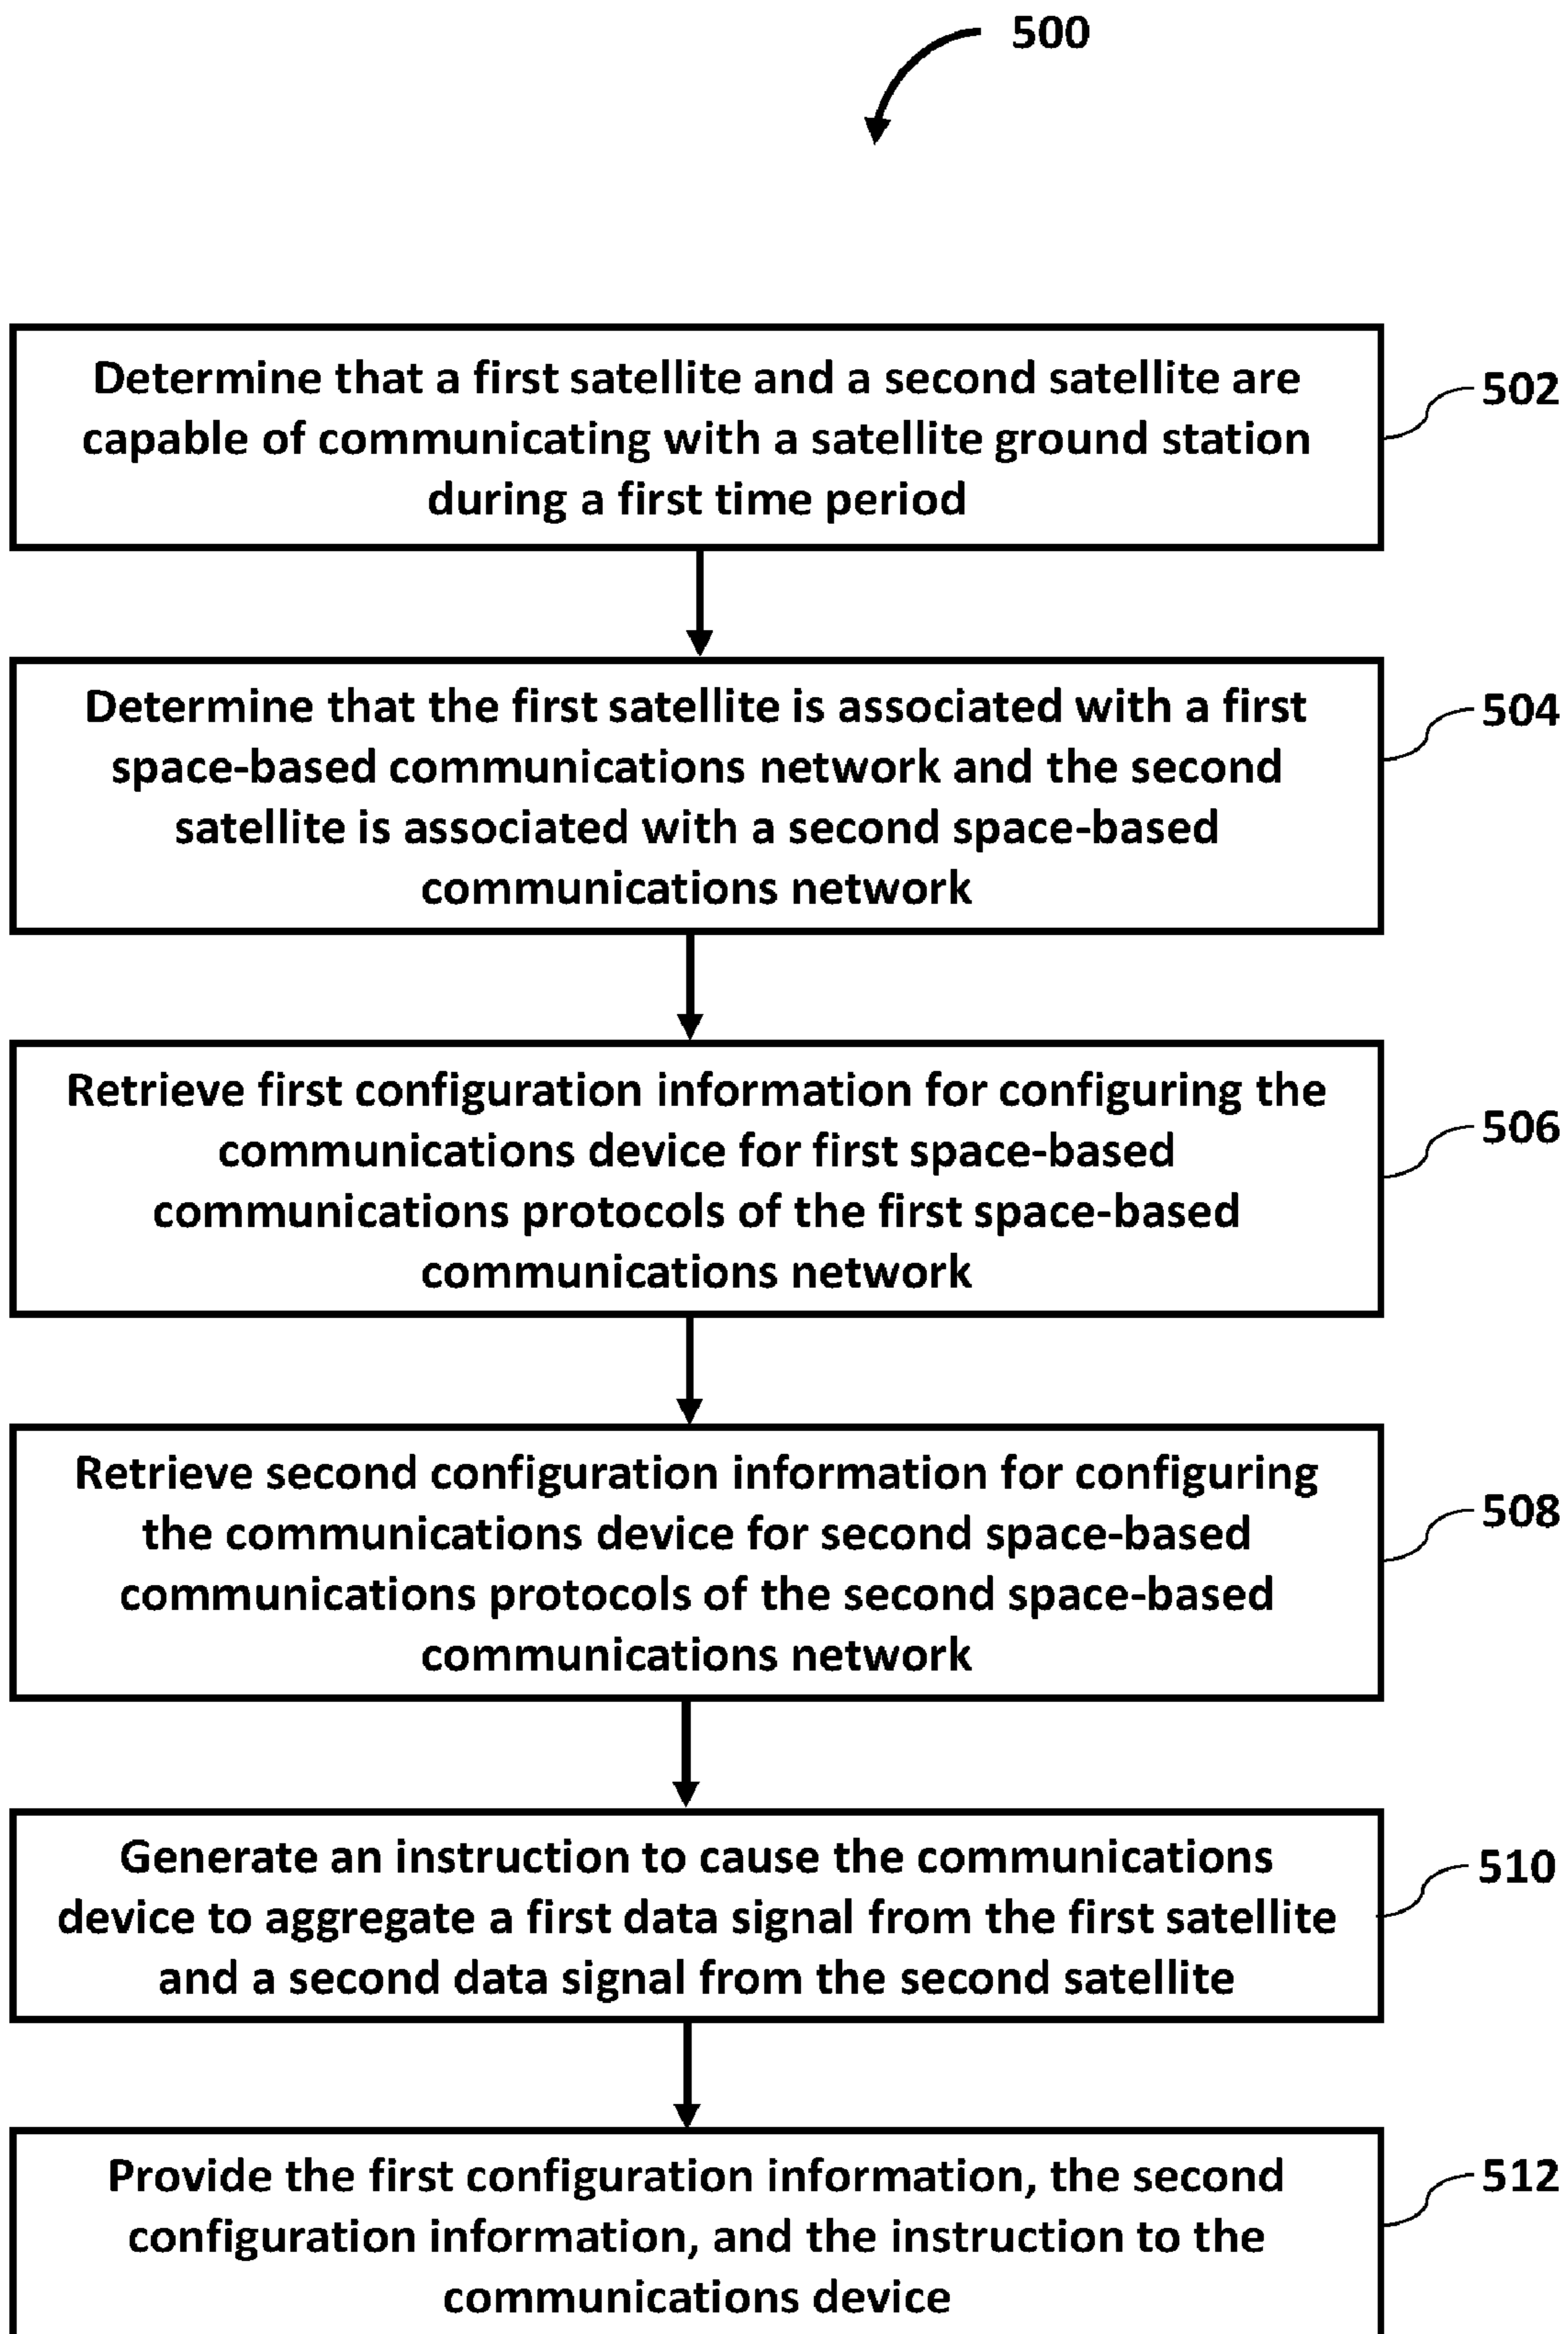 500
Determine that a first satellite and a second satellite are
capable of communicating with a satellite ground station
during a first time period
502
Determine that the first satellite is associated with a first
space-based communications network and the second
satellite is associated with a second space-based
communications network
504
Retrieve first configuration information for configuring the
communications device for first space-based
communications protocols of the first space-based
communications network
506
Retrieve second configuration information for configuring
the communications device for second space-based
communications protocols of the second space-based
communications network
508
Generate an instruction to cause the communications
device to aggregate a first data signal from the first satellite
and a second data signal from the second satellite
510
Provide the first configuration information, the second
configuration information, and the instruction to the
communications device
512